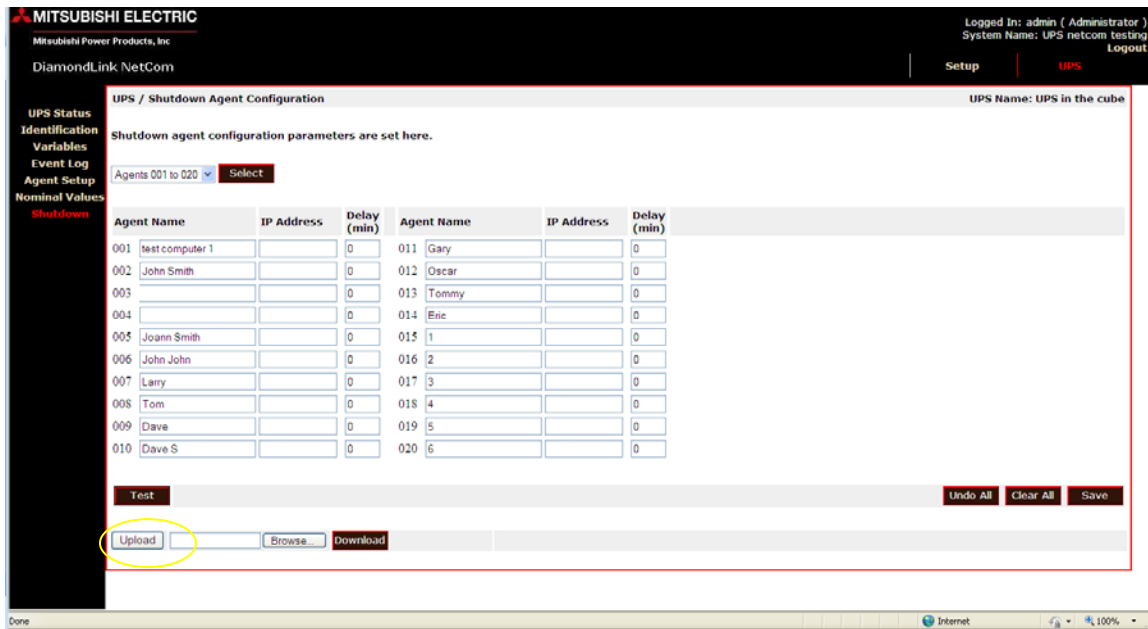 MITSUBISHI ELECTRIC
Mitsubishi Power Products, Inc
DiamondLink NetCom
Logged In: admin ( Administrator )
System Name: UPS netcom testing
Logout
Setup UPS
UPS Status
Identification
Variables
Event Log
Agent Setup
Nominal Values
Shutdown
UPS / Shutdown Agent Configuration UPS Name: UPS in the cube
Shutdown agent configuration parameters are set here.
Agents 001 to 020 Select
Agent Name IP Address Delay (min) Agent Name IP Address Delay (min)
001 test computer 1 0 011 Gary 0
002 John Smith 0 012 Oscar 0
003 0 013 Tommy 0
004 0 014 Eric 0
005 Joann Smith 0 015 1 0
006 John John 0 016 2 0
007 Larry 0 017 3 0
008 Tom 0 018 4 0
009 Dave 0 019 5 0
010 Dave S 0 020 6 0
Test Undo All Clear All Save
Upload Browse... Download
Done Internet 100%